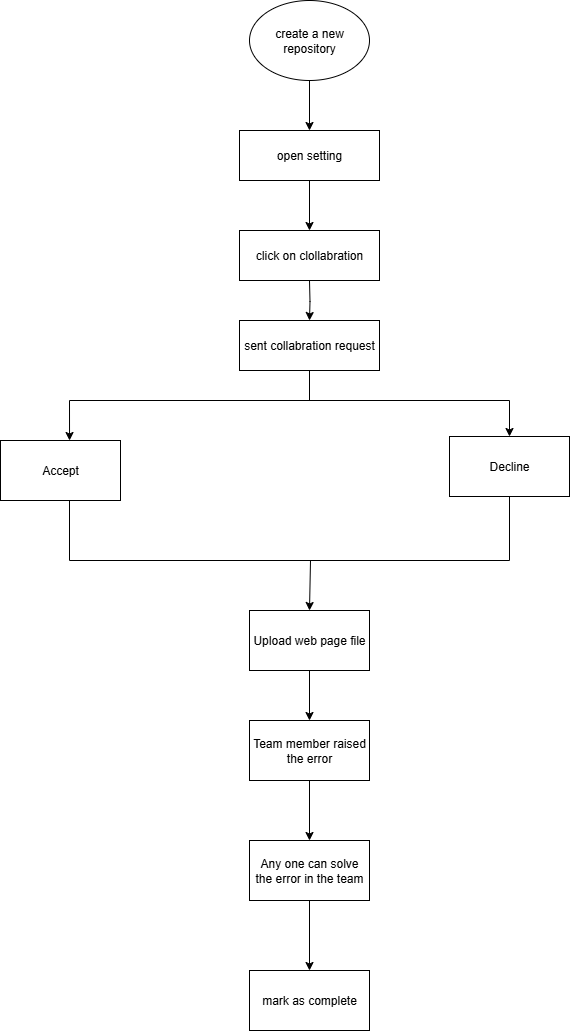 create a new
repository
open setting
click on clollabration
sent collabration request
Accept
Decline
Upload web page file
Team member raised
the error
Any one can solve
the error in the team
mark as complete